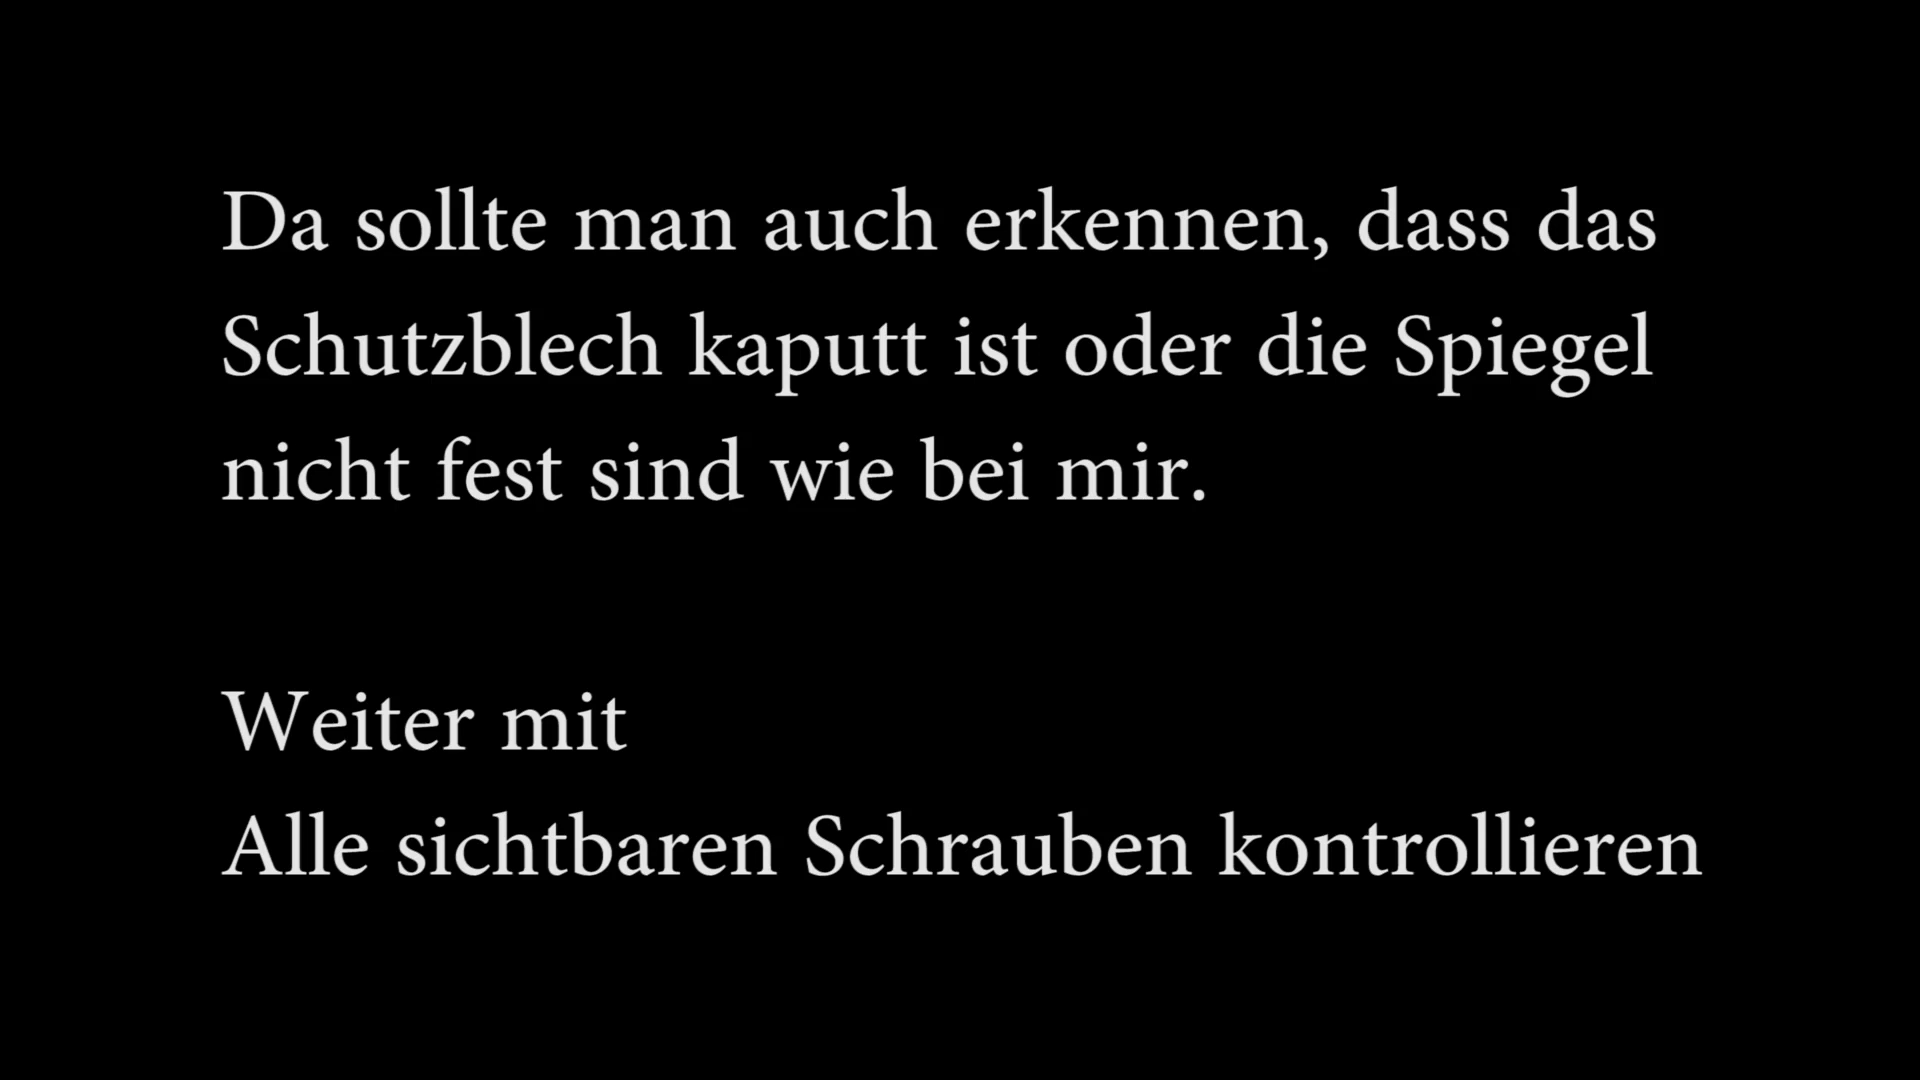 Da sollte man auch erkennen, dass das
Schutzblech kaputt ist oder die Spiegel
nicht fest sind wie bei mir.
Weiter mit
Alle sichtbaren Schrauben kontrollieren